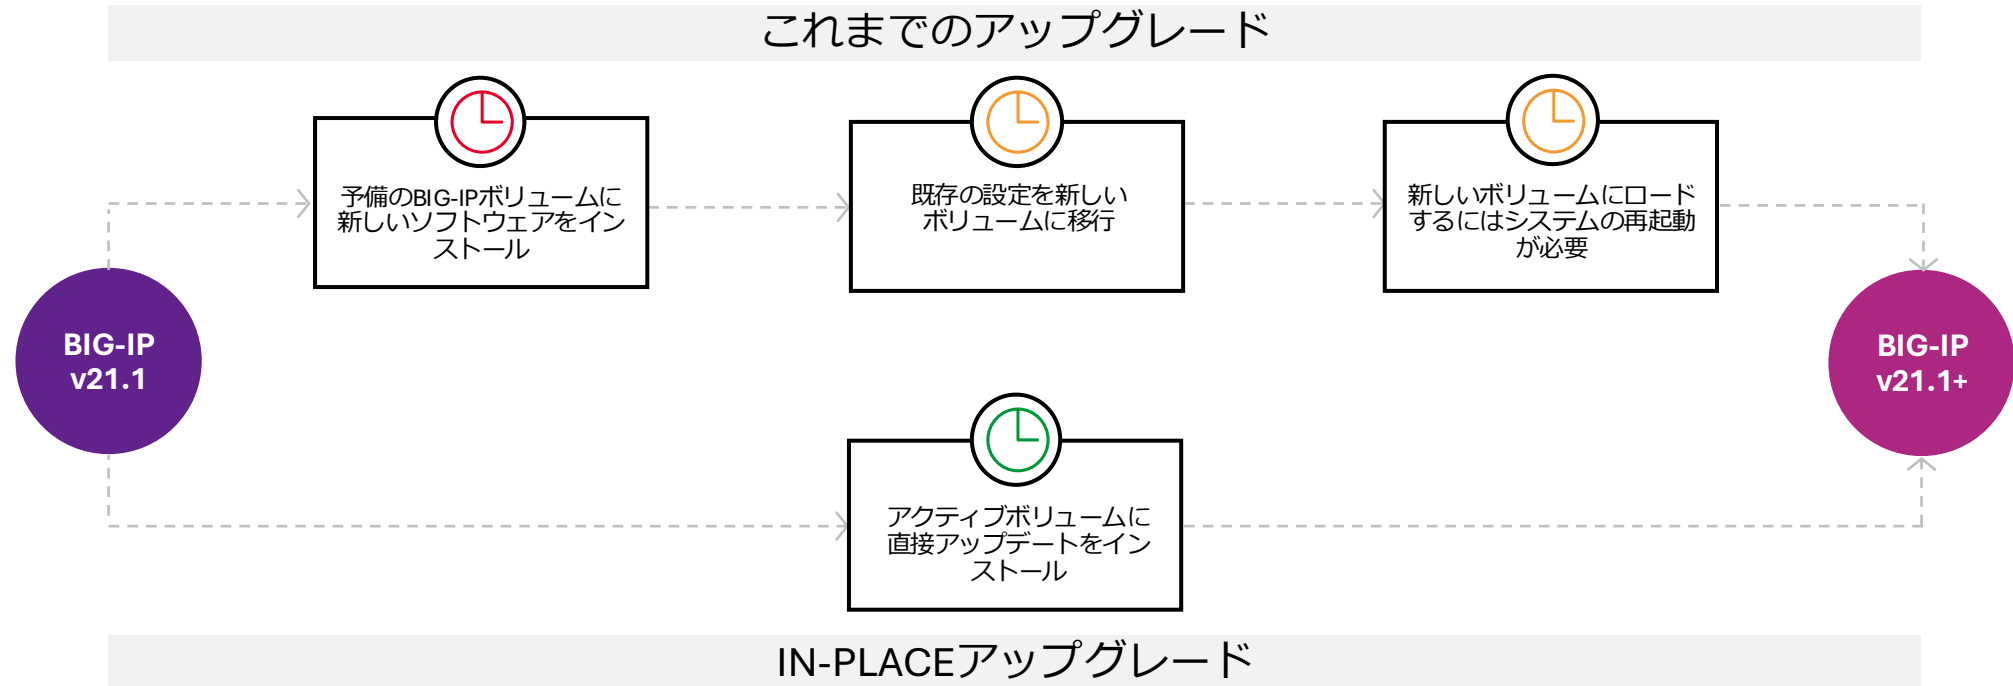 これまでのアップグレード
予備のBIG-IPボリュームに
新しいソフトウェアをイン
ストール
既存の設定を新しい
ボリュームに移行
新しいボリュームにロード
するにはシステムの再起動
が必要
BIG-IP
v21.1
BIG-IP
v21.1+
アクティブボリュームに
直接アップデートをイン
ストール
IN-PLACEアップグレード